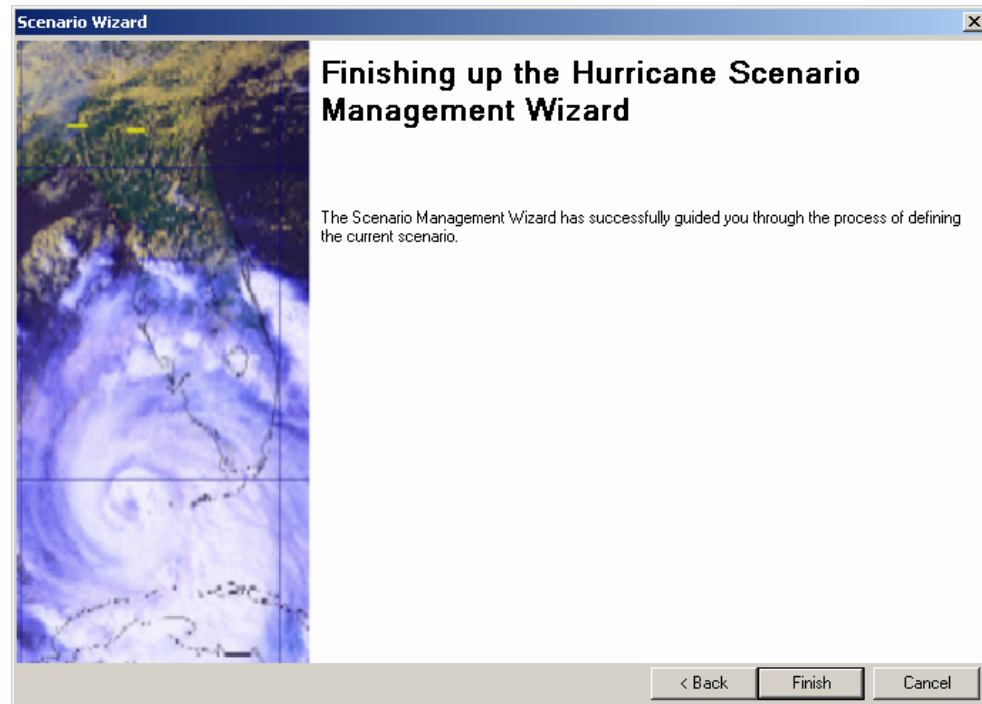 Scenario Wizard
Finishing up the Hurricane Scenario
Management Wizard
The Scenario Management Wizard has successfully guided you through the process of defining
the current scenario.
< Back
Finish
Cancel